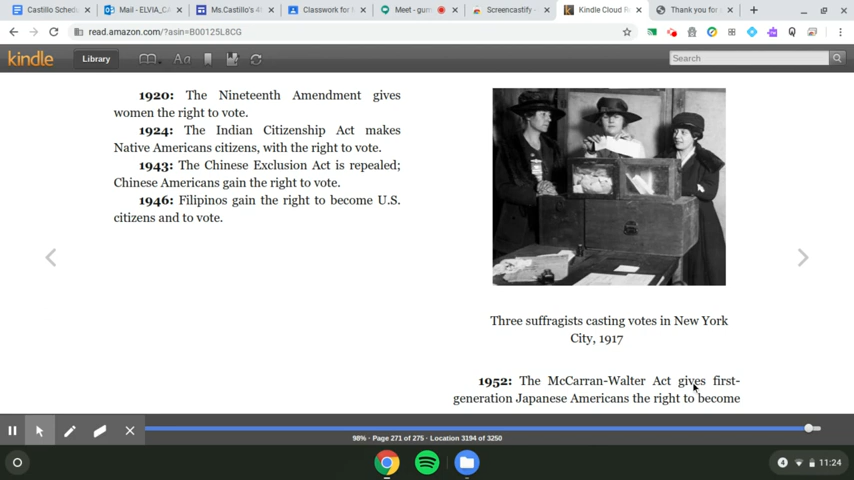 Castillo Sched
Mail - ELVIA_CA
Ms.Castillo's 4t
Classwork for
Meet - gum
Screencastify -
Kindle Cloud R
Thank you for
read.amazon.com/?asin=B00125L8CG
kindle
Library
Aa
Search
1920: The Nineteenth Amendment gives
women the right to vote.
1924: The Indian Citizenship Act makes
Native Americans citizens, with the right to vote.
1943: The Chinese Exclusion Act is repealed;
Chinese Americans gain the right to vote.
1946: Filipinos gain the right to become U.S.
citizens and to vote.
Three suffragists casting votes in New York
City, 1917
1952: The McCarran-Walter Act gives first-
generation Japanese Americans the right to become
98% · Page 271 of 275 · Location 3194 of 3250
4
11:24